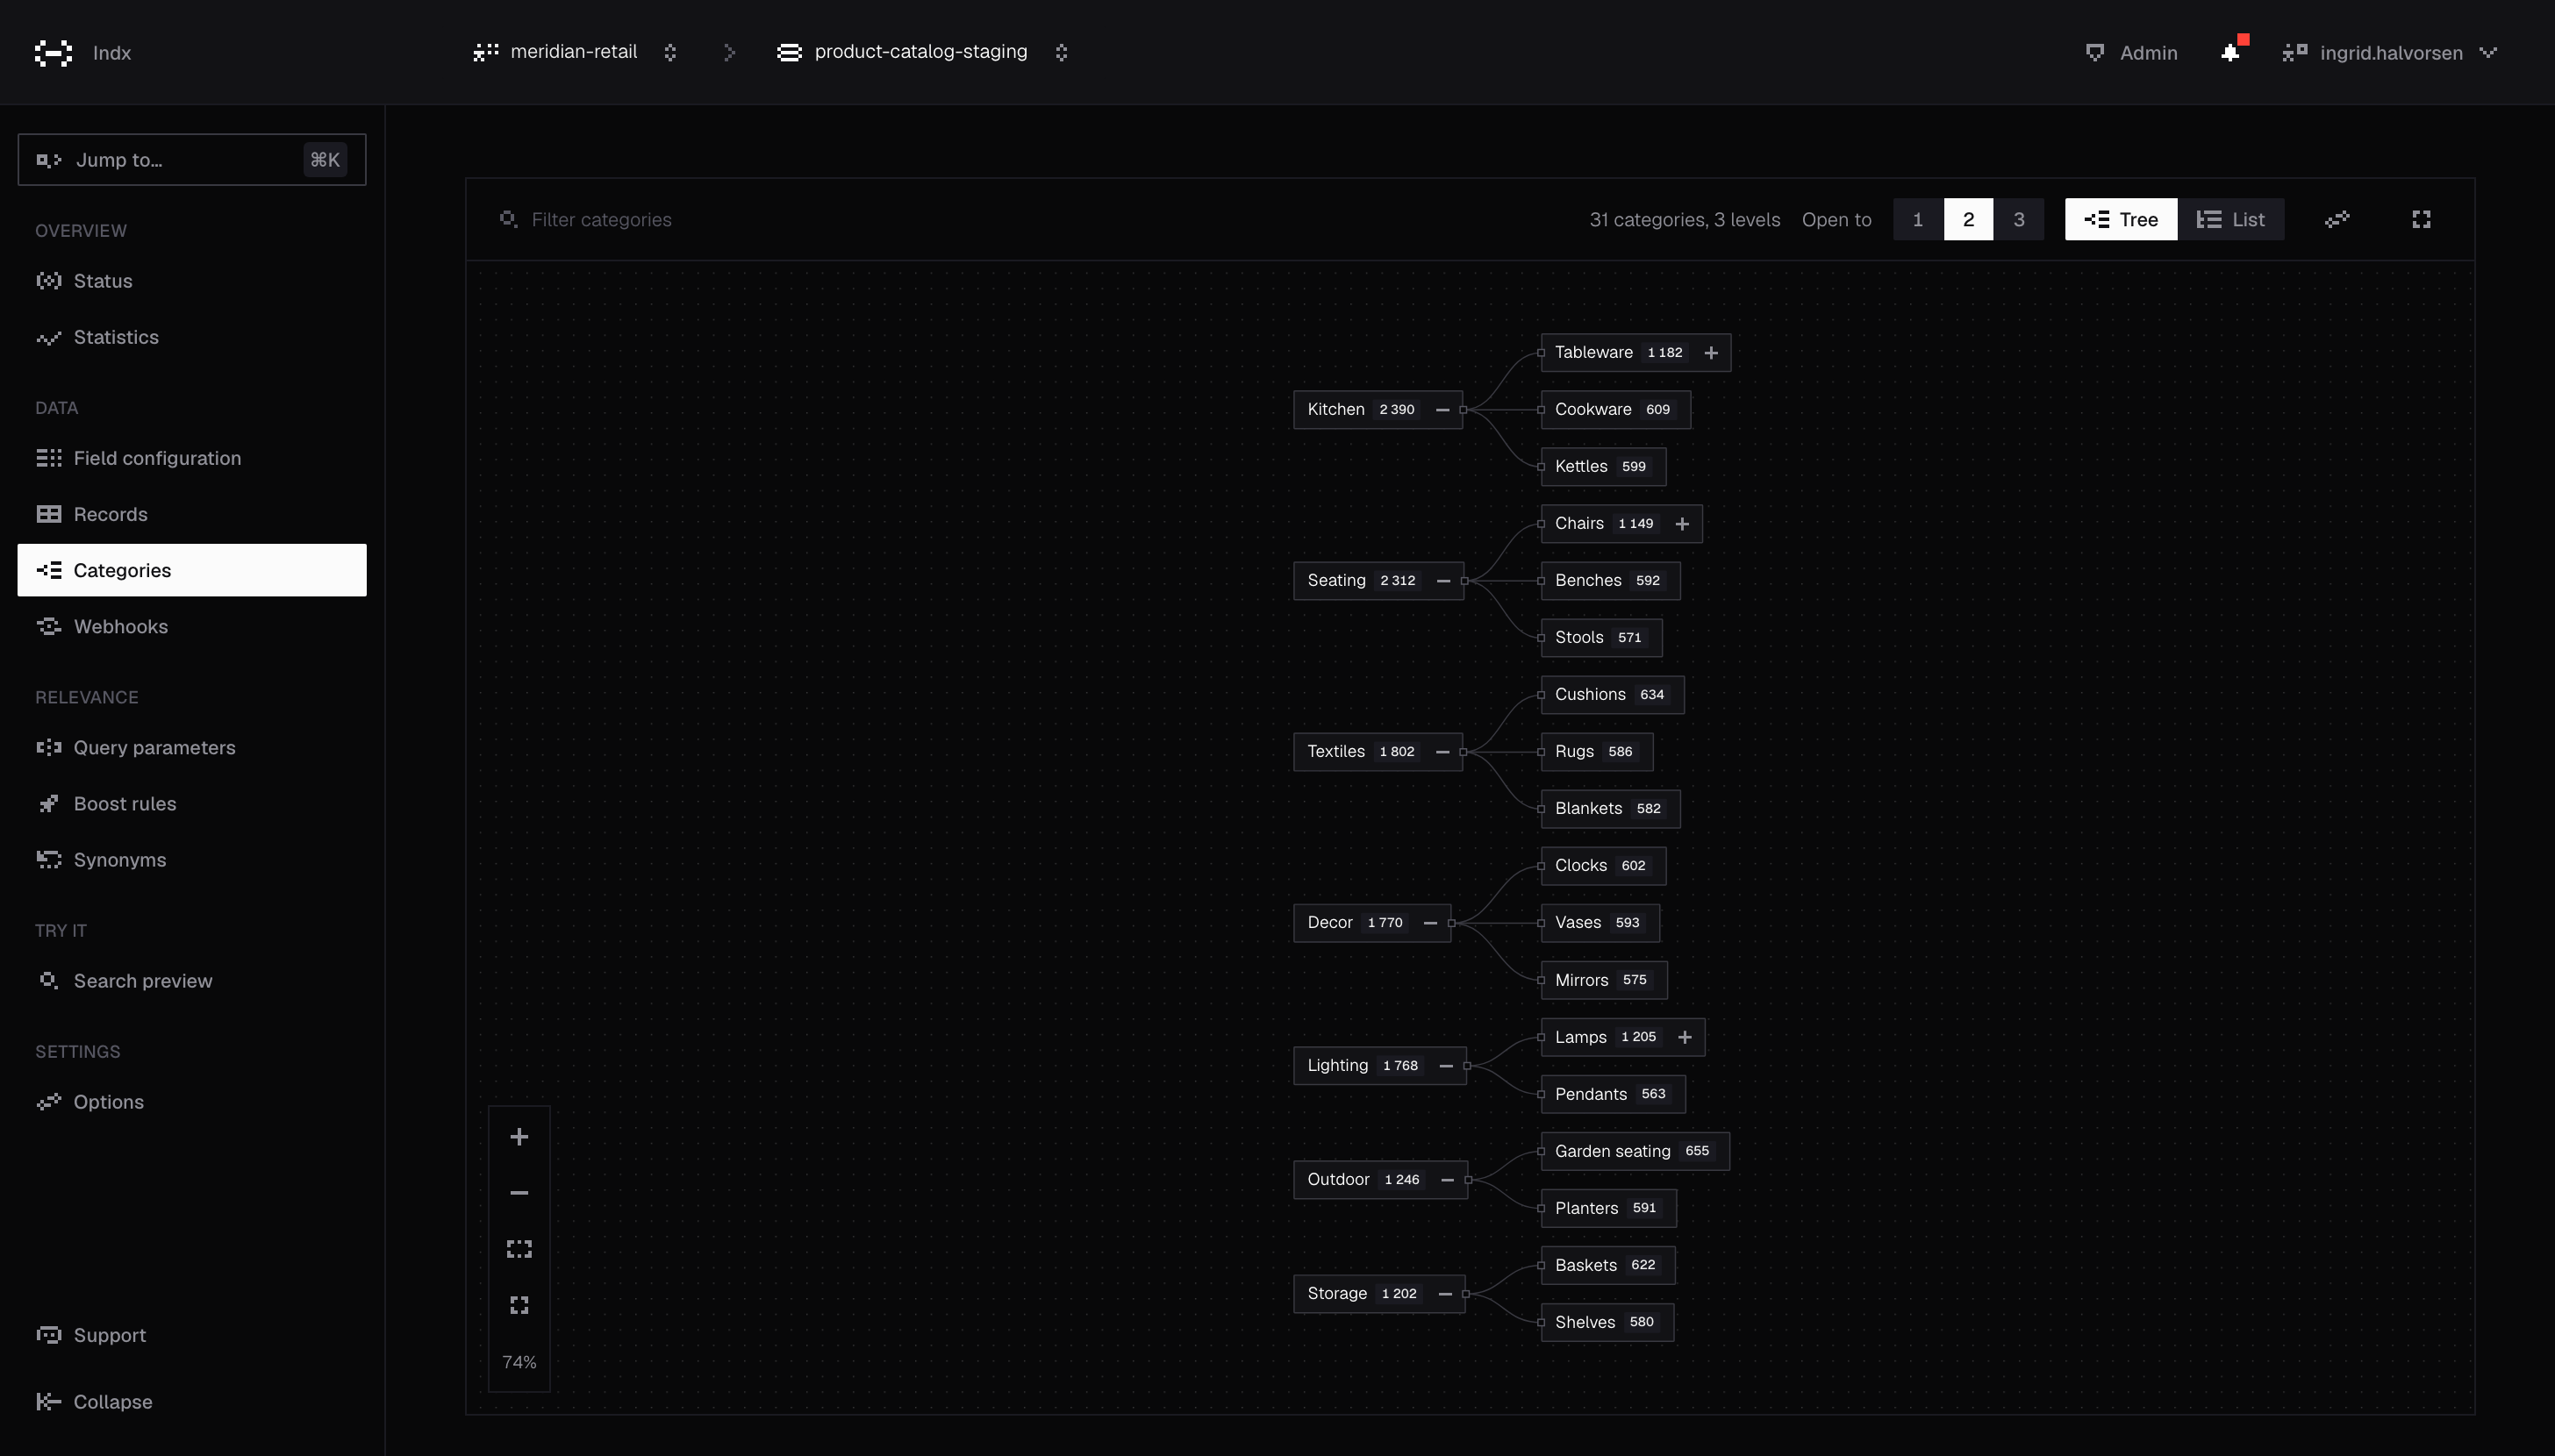 Indx
meridian-retail
product-catalog-staging
Admin
ingrid.halvorsen
Jump to...
⌘K
OVERVIEW
Status
Statistics
DATA
Field configuration
Records
Categories
Webhooks
RELEVANCE
Query parameters
Boost rules
Synonyms
TRY IT
Search preview
SETTINGS
Options
Support
Collapse
Filter categories
31 categories, 3 levels
Open to
1
2
3
Tree
List
Kitchen 2 390
Tableware 1 182
Cookware 609
Kettles 599
Seating 2 312
Chairs 1 149
Benches 592
Stools 571
Textiles 1 802
Cushions 634
Rugs 586
Blankets 582
Decor 1 770
Clocks 602
Vases 593
Mirrors 575
Lighting 1 768
Lamps 1 205
Pendants 563
Outdoor 1 246
Garden seating 655
Planters 591
Storage 1 202
Baskets 622
Shelves 580
74%